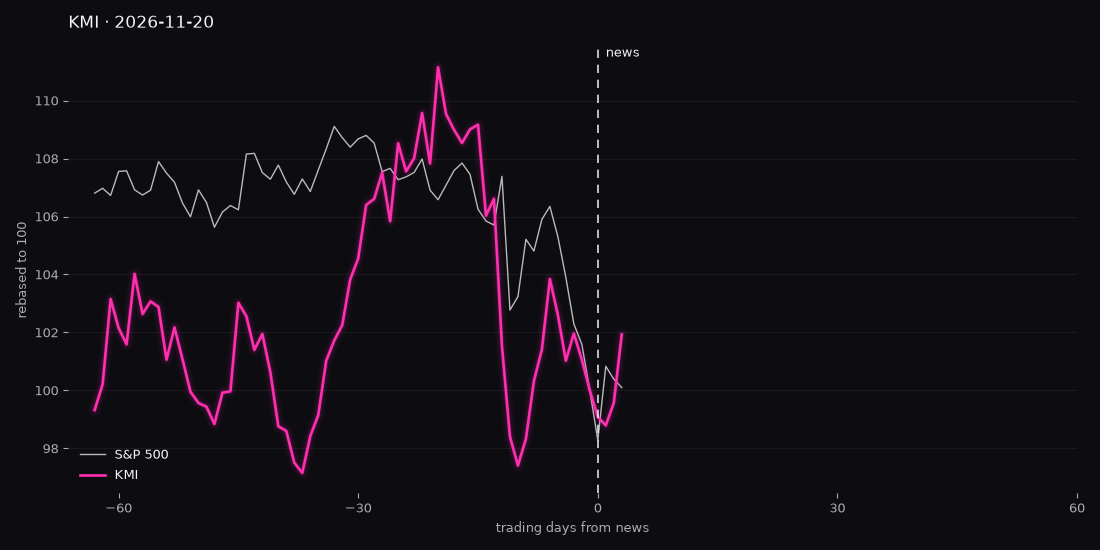 KMI · 2026-11-20
news
110
108
106
104
102
100
98
rebased to 100
S&P 500
KMI
−60
−30
0
30
60
trading days from news